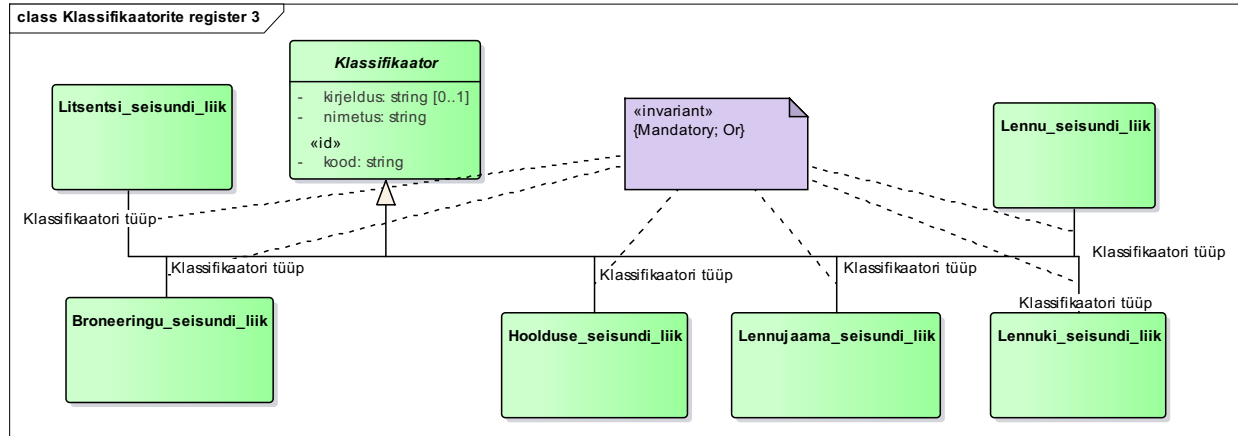 class Klassifikaatorite register 3
Klassifikaator
- kirjeldus: string [0..1]
- nimetus: string
«id»
- kood: string
Litsentsi_seisundi_liik
«invariant»
{Mandatory; Or}
Lennu_seisundi_liik
Klassifikaatori tüüp
Klassifikaatori tüüp
Klassifikaatori tüüp
Klassifikaatori tüüp
Klassifikaatori tüüp
Klassifikaatori tüüp
Broneeringu_seisundi_liik
Hoolduse_seisundi_liik
Lennujaama_seisundi_liik
Lennuki_seisundi_liik